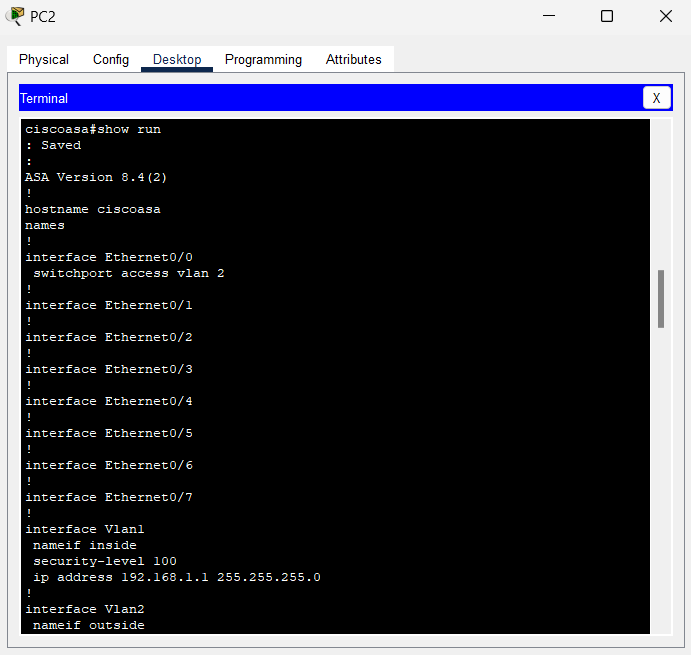 PC2
Physical Config Desktop Programming Attributes
Terminal X
ciscoasa#show run
: Saved
:
ASA Version 8.4(2)
!
hostname ciscoasa
names
!
interface Ethernet0/0
 switchport access vlan 2
!
interface Ethernet0/1
!
interface Ethernet0/2
!
interface Ethernet0/3
!
interface Ethernet0/4
!
interface Ethernet0/5
!
interface Ethernet0/6
!
interface Ethernet0/7
!
interface Vlan1
 nameif inside
 security-level 100
 ip address 192.168.1.1 255.255.255.0
!
interface Vlan2
 nameif outside